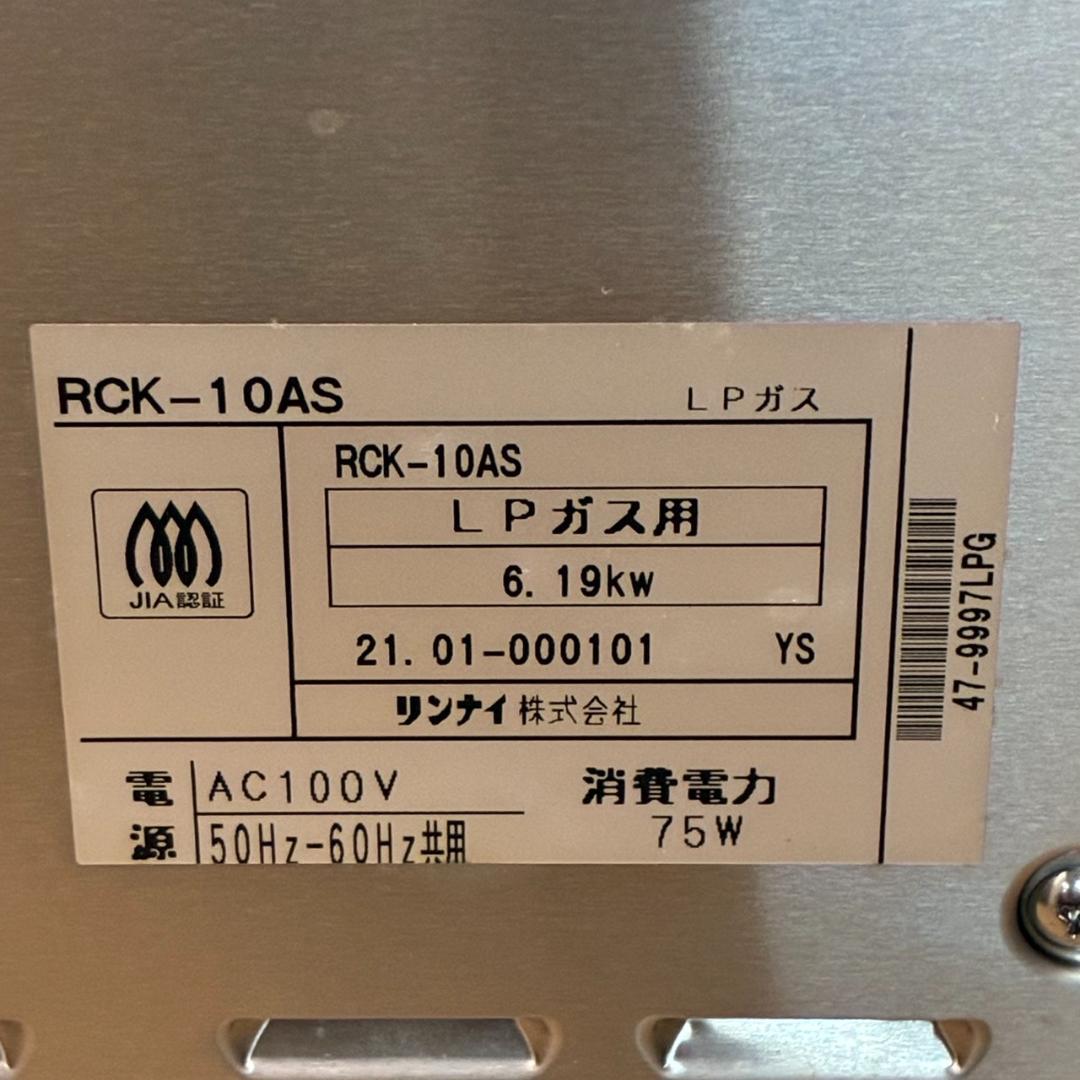 RCK-10AS LPガス
JIA認証
RCK-10AS
LPガス用
6.19kw
21.01-000101 YS
リンナイ株式会社
電源 AC100V
50Hz-60Hz共用
消費電力
75W
47-9997LPG